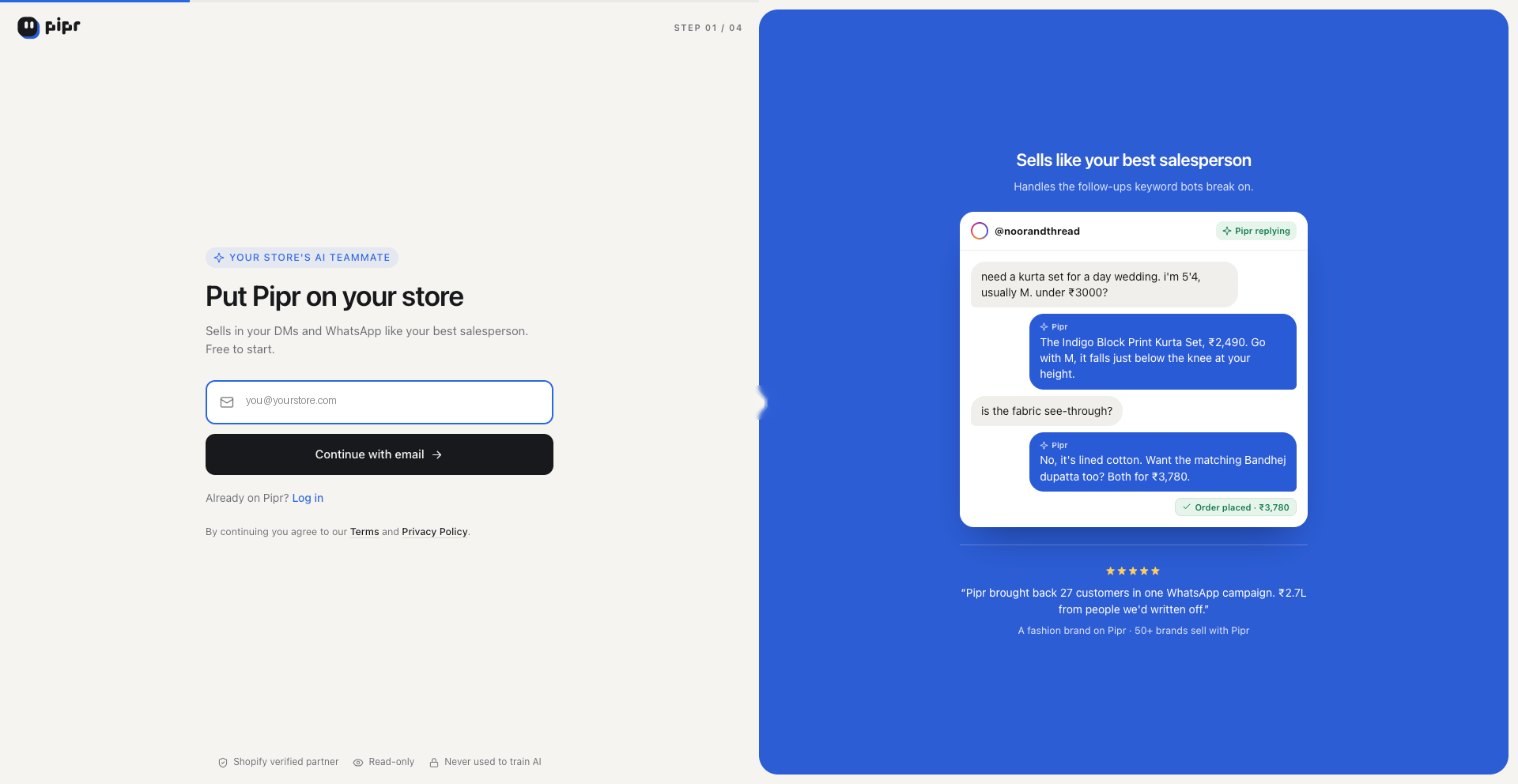 pipr
STEP 01 / 04
YOUR STORE'S AI TEAMMATE
Put Pipr on your store
Sells in your DMs and WhatsApp like your best salesperson.
Free to start.
you@yourstore.com
Continue with email →
Already on Pipr? Log in
By continuing you agree to our Terms and Privacy Policy.
Shopify verified partner Read-only Never used to train AI
Sells like your best salesperson
Handles the follow-ups keyword bots break on.
@noorandthread
Pipr replying
need a kurta set for a day wedding. i'm 5'4,
usually M. under ₹3000?
Pipr
The Indigo Block Print Kurta Set, ₹2,490. Go
with M, it falls just below the knee at your
height.
is the fabric see-through?
Pipr
No, it's lined cotton. Want the matching Bandhej
dupatta too? Both for ₹3,780.
Order placed · ₹3,780
★★★★★
"Pipr brought back 27 customers in one WhatsApp campaign. ₹2.7L
from people we'd written off."
A fashion brand on Pipr · 50+ brands sell with Pipr